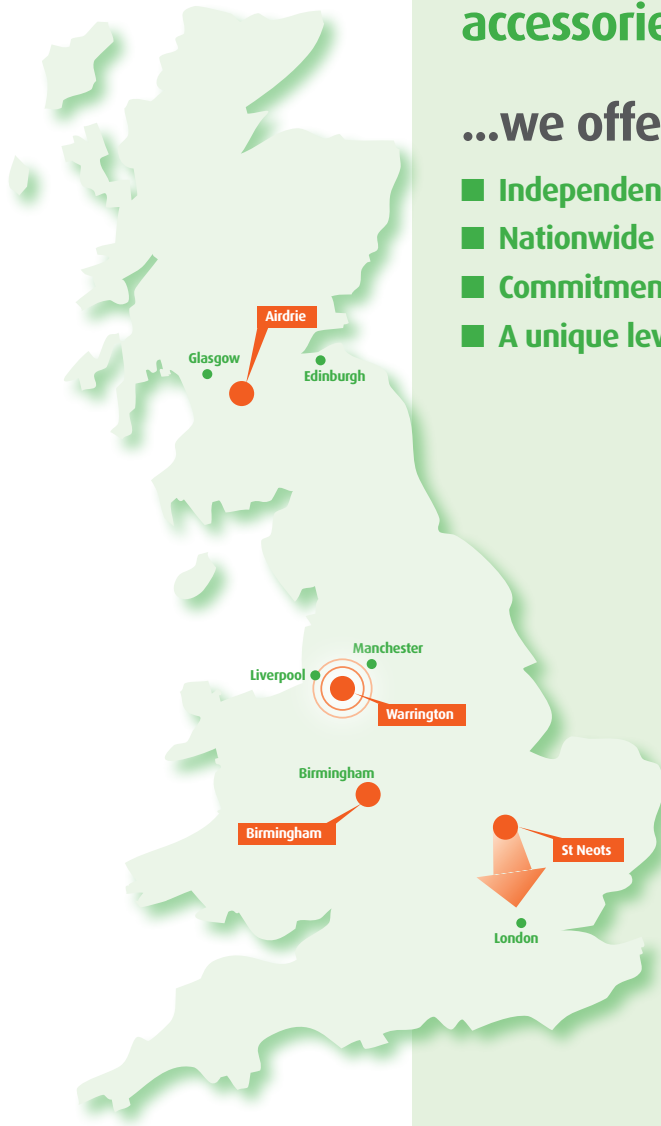 accessorie
...we offe
■ Independen
■ Nationwide
■ Commitmen
■ A unique lev
Airdrie
Glasgow
Edinburgh
Manchester
Liverpool
Warrington
Birmingham
Birmingham
St Neots
London